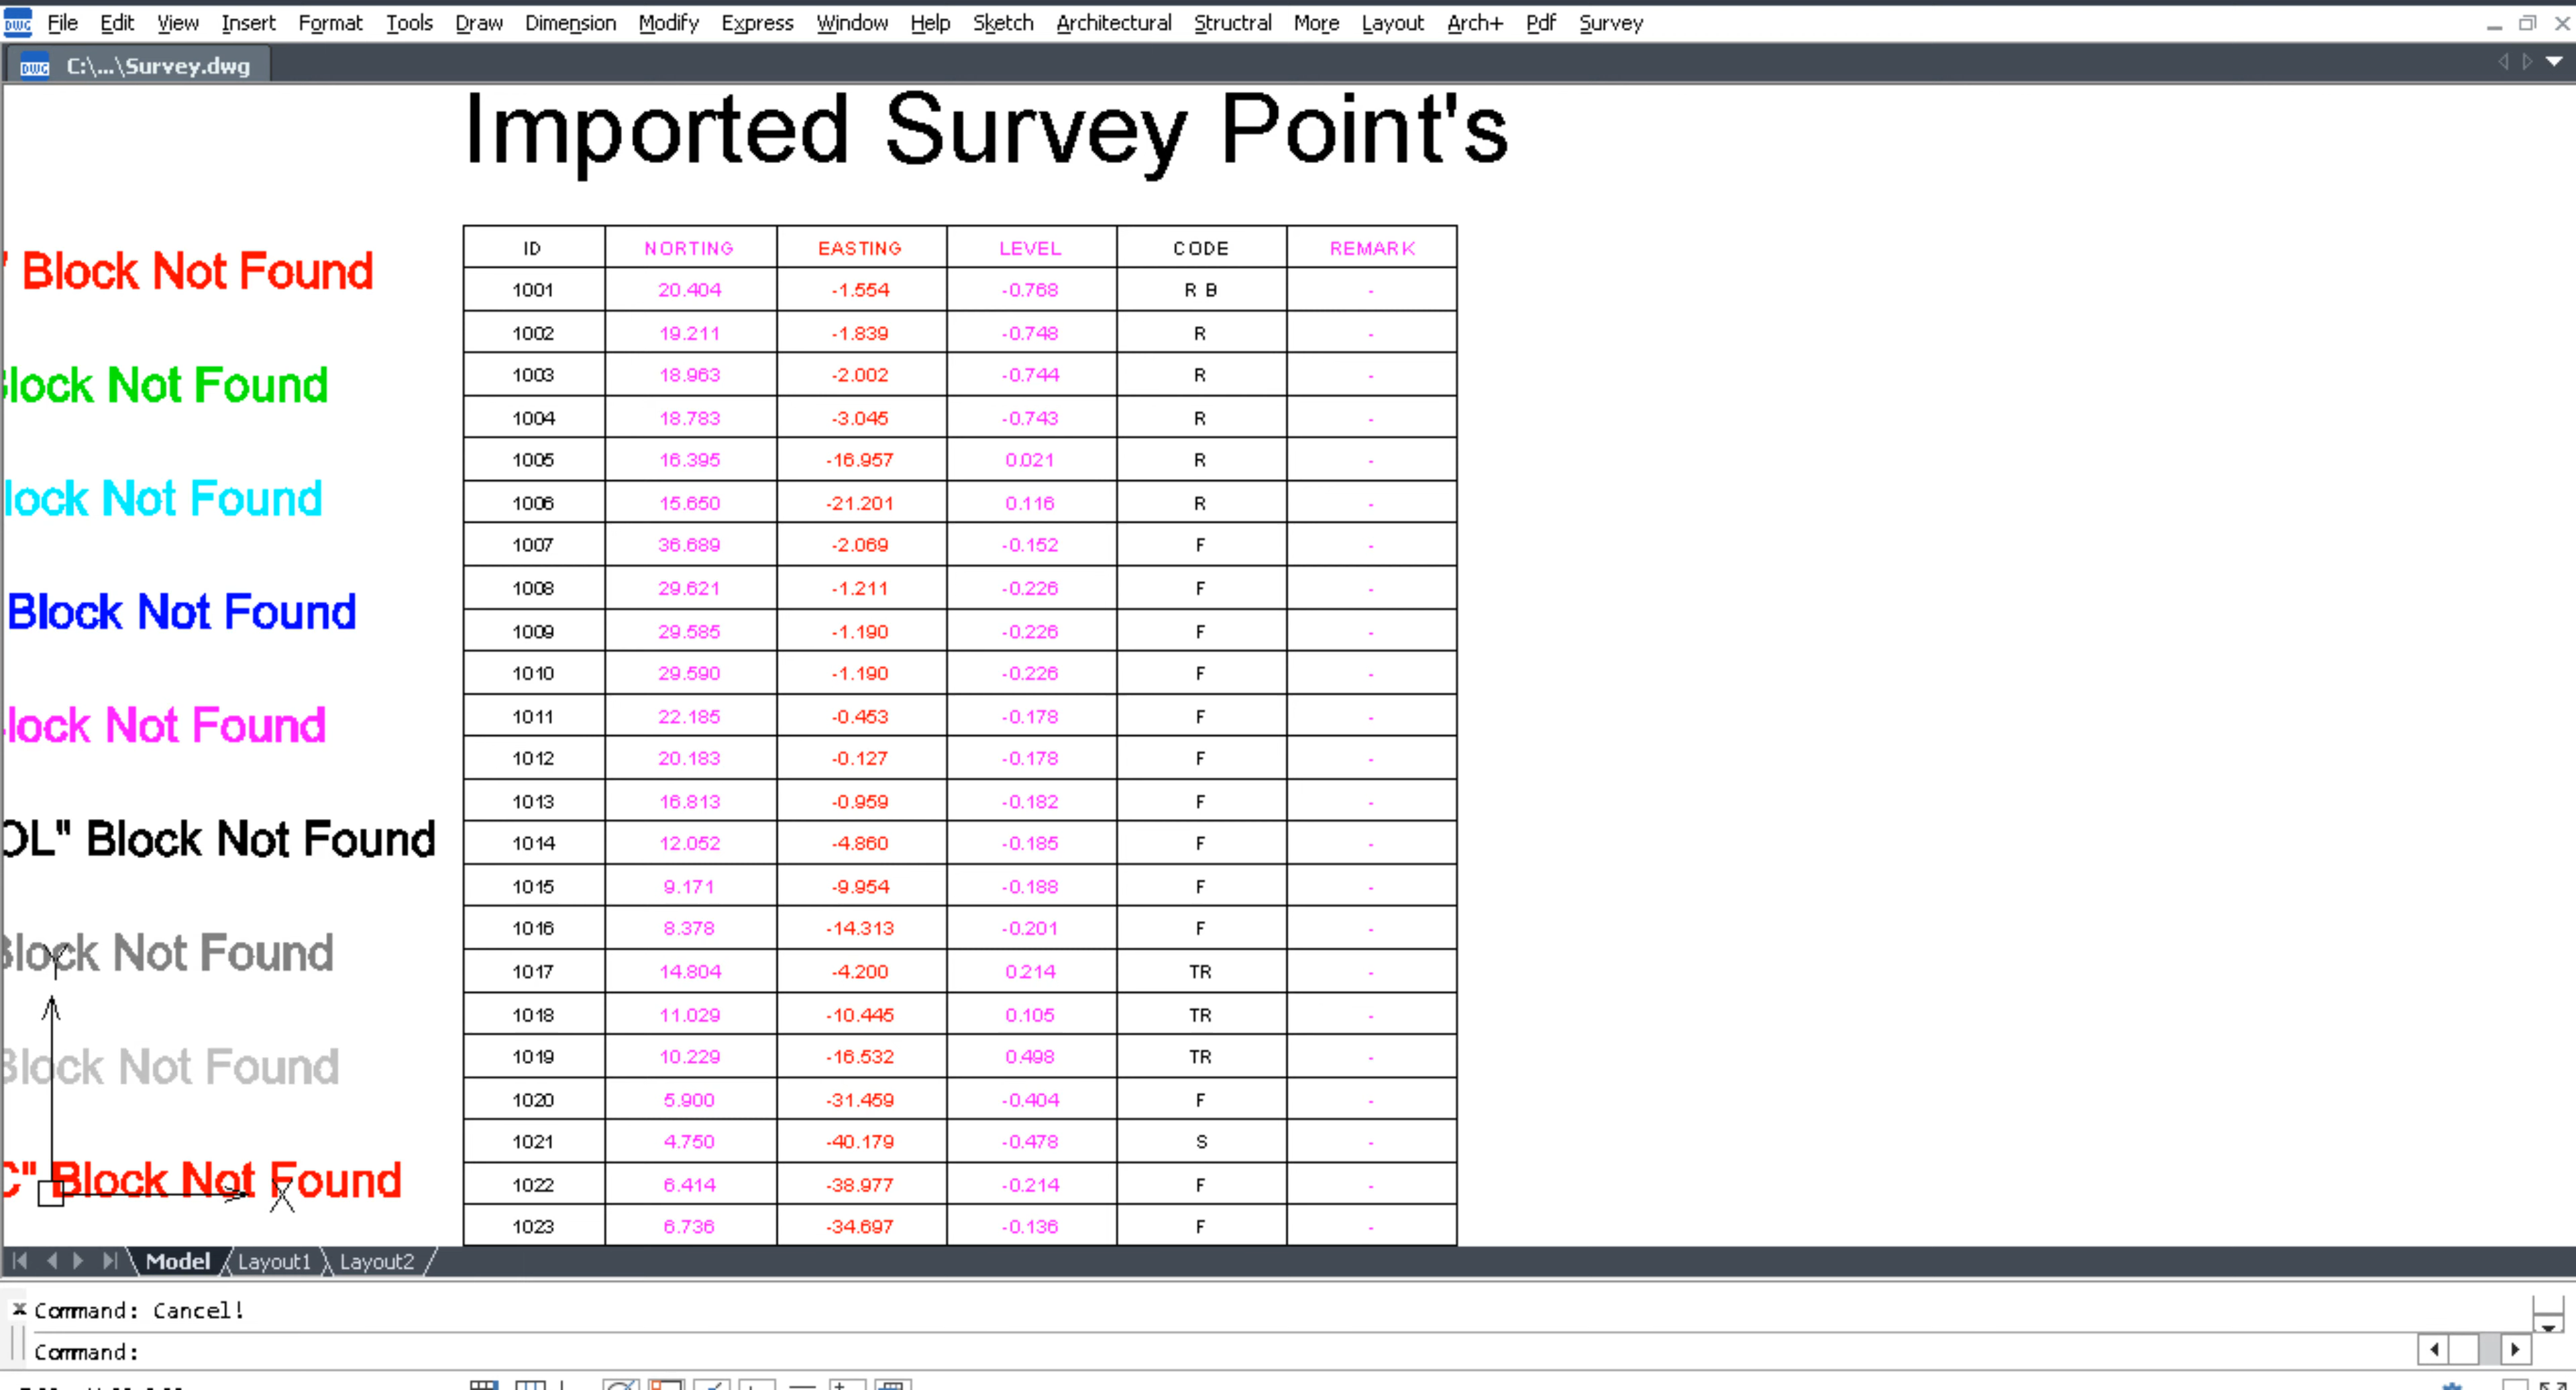 File Edit View Insert Format Tools Draw Dimension Modify Express Window Help Sketch Architectural Structral More Layout Arch+ Pdf Survey
DWG C:\...\Survey.dwg
Imported Survey Point's
ID NORTING EASTING LEVEL CODE REMARK
1001 20.404 -1.554 -0.768 R B -
1002 19.211 -1.839 -0.748 R -
1003 18.963 -2.002 -0.744 R -
1004 18.783 -3.045 -0.743 R -
1005 16.395 -16.957 0.021 R -
1006 15.650 -21.201 0.116 R -
1007 36.689 -2.069 -0.152 F -
1008 29.621 -1.211 -0.226 F -
1009 29.585 -1.190 -0.226 F -
1010 29.590 -1.190 -0.226 F -
1011 22.185 -0.453 -0.178 F -
1012 20.183 -0.127 -0.178 F -
1013 16.813 -0.959 -0.182 F -
1014 12.052 -4.860 -0.185 F -
1015 9.171 -9.954 -0.188 F -
1016 8.378 -14.313 -0.201 F -
1017 14.804 -4.200 0.214 TR -
1018 11.029 -10.445 0.105 TR -
1019 10.229 -16.532 0.498 TR -
1020 5.900 -31.459 -0.404 F -
1021 4.750 -40.179 -0.478 S -
1022 6.414 -38.977 -0.214 F -
1023 6.736 -34.697 -0.136 F -
" Block Not Found
Block Not Found
lock Not Found
Block Not Found
lock Not Found
OL" Block Not Found
Block Not Found
Block Not Found
C" Block Not Found
Y
X
Model Layout1 Layout2
Command: Cancel!
Command: